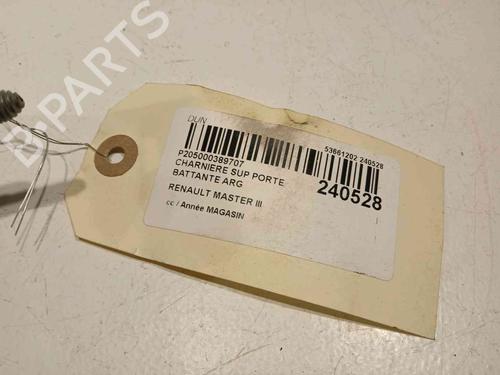 DUN
53661202 240528
P205000389707
CHARNIERE SUP PORTE
BATTANTE ARG
240528
RENAULT MASTER III
cc / Année MAGASIN
B-PARTS